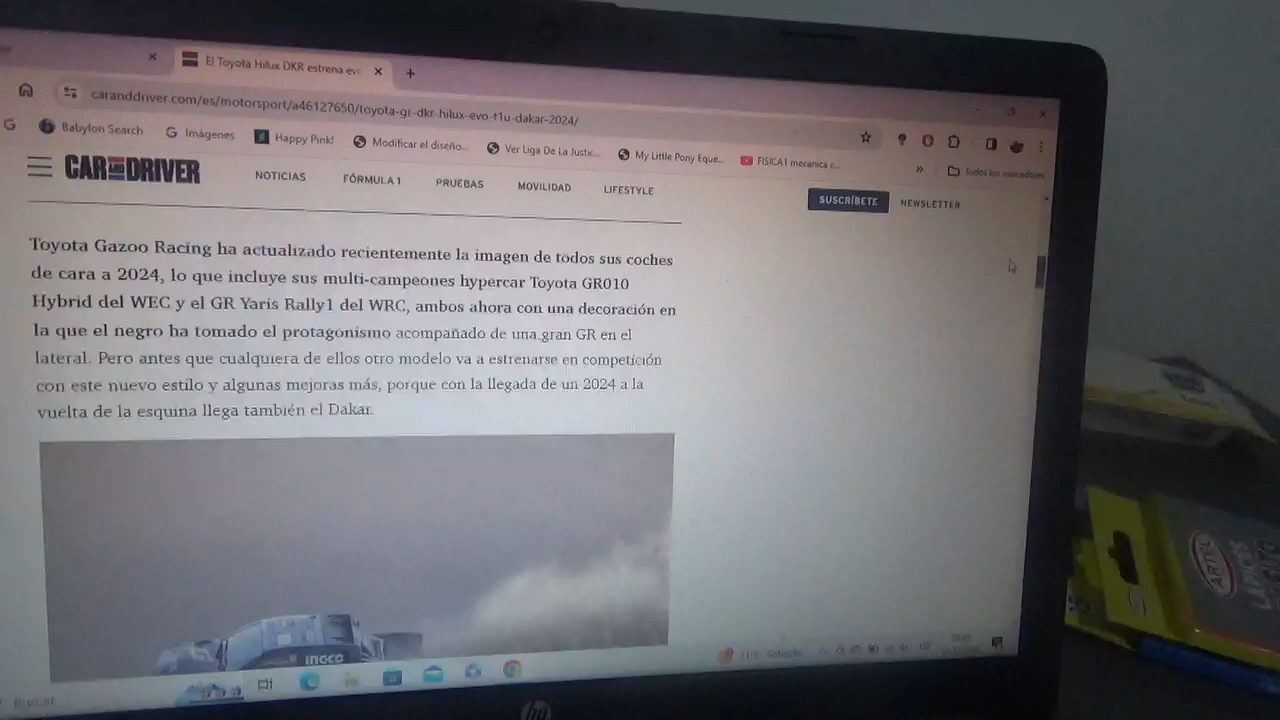 El Toyota Hilux DKR estrena evo
caranddriver.com/es/motorsport/a46127650/toyota-gr-dkr-hilux-evo-t1u-dakar-2024/
Babylon Search
Imágenes
Happy Pink!
Modificar el diseño...
Ver Liga De La Justic...
My Little Pony Eque...
FISICA1 mecanica c...
»
Todos los marcadores
CAR AND DRIVER
NOTICIAS
FÓRMULA 1
PRUEBAS
MOVILIDAD
LIFESTYLE
SUSCRÍBETE
NEWSLETTER
Toyota Gazoo Racing ha actualizado recientemente la imagen de todos sus coches
de cara a 2024, lo que incluye sus multi-campeones hypercar Toyota GR010
Hybrid del WEC y el GR Yaris Rally1 del WRC, ambos ahora con una decoración en
la que el negro ha tomado el protagonismo acompañado de una gran GR en el
lateral. Pero antes que cualquiera de ellos otro modelo va a estrenarse en competición
con este nuevo estilo y algunas mejoras más, porque con la llegada de un 2024 a la
vuelta de la esquina llega también el Dakar.
INGCO
Buscar
21°C Soleado
hp
ARTEL